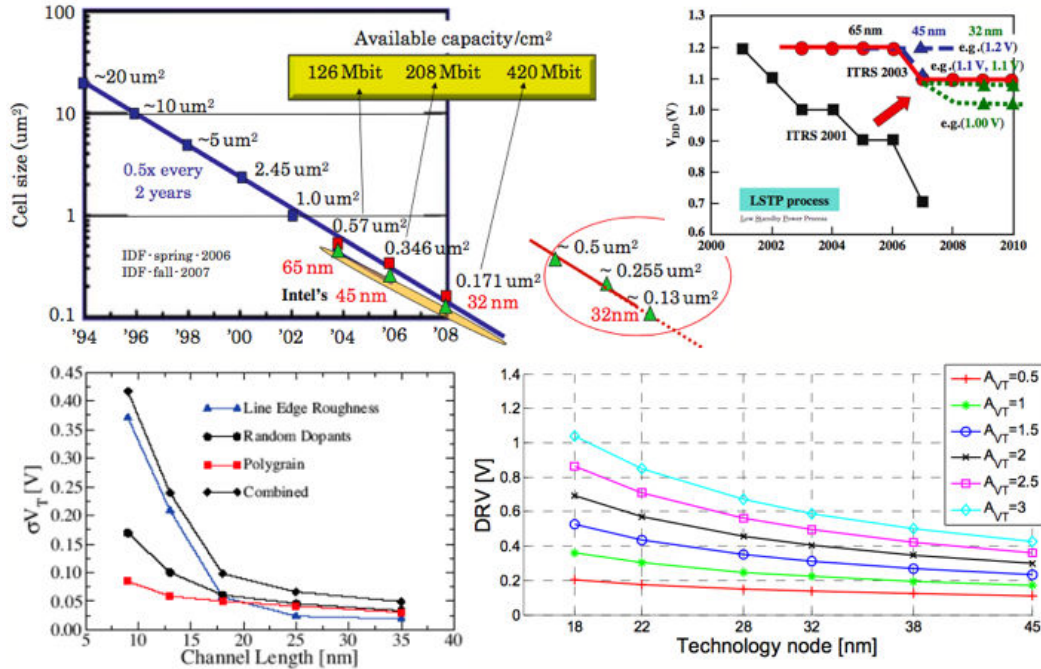 Available capacity/cm²
126 Mbit 208 Mbit 420 Mbit
Cell size (um²)
100
10
1
0.1
~20 um²
~10 um²
~5 um²
2.45 um²
1.0 um²
0.57 um²
0.346 um²
0.171 um²
0.5x every
2 years
IDF·spring·2006
IDF·fall·2007
65 nm
Intel's 45 nm
32 nm
'94 '96 '98 '00 '02 '04 '06 '08
~ 0.5um²
~ 0.255 um²
~ 0.13 um²
32nm
V_DD (V)
1.3
1.2
1.1
1.0
0.9
0.8
0.7
0.6
65 nm 45 nm 32 nm
e.g.(1.2 V)
e.g.(1.1 V, 1.1 V)
ITRS 2003
e.g.(1.00 V)
ITRS 2001
LSTP process
Low Standby Power Process
2000 2002 2004 2006 2008 2010
σV_T [V]
0.45
0.40
0.35
0.30
0.25
0.20
0.15
0.10
0.05
0.00
Line Edge Roughness
Random Dopants
Polygrain
Combined
5 10 15 20 25 30 35 40
Channel Length [nm]
DRV [V]
1.4
1.2
1
0.8
0.6
0.4
0.2
0
A_VT=0.5
A_VT=1
A_VT=1.5
A_VT=2
A_VT=2.5
A_VT=3
18 22 28 32 38 45
Technology node [nm]